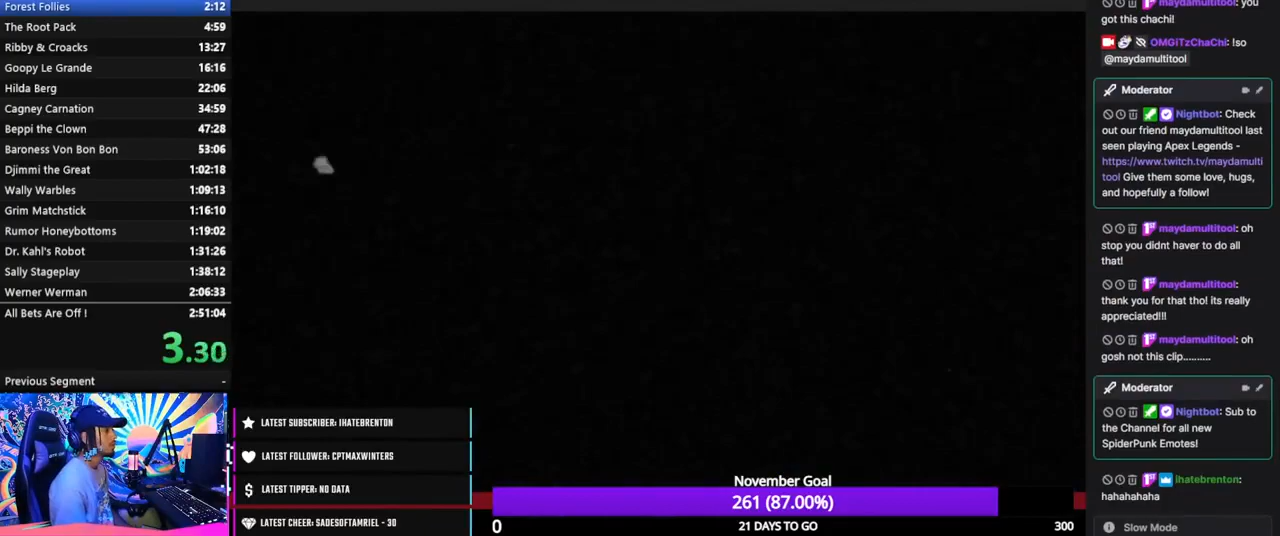 Forest Follies 2:12
The Root Pack 4:59
Ribby & Croacks 13:27
Goopy Le Grande 16:16
Hilda Berg 22:06
Cagney Carnation 34:59
Beppi the Clown 47:28
Baroness Von Bon Bon 53:06
Djimmi the Great 1:02:18
Wally Warbles 1:09:13
Grim Matchstick 1:16:10
Rumor Honeybottoms 1:19:02
Dr. Kahl's Robot 1:31:26
Sally Stageplay 1:38:12
Werner Werman 2:06:33
All Bets Are Off ! 2:51:04
3.30
Previous Segment -
LATEST SUBSCRIBER: IHATEBRENTON
LATEST FOLLOWER: CPTMAXWINTERS
LATEST TIPPER: NO DATA
LATEST CHEER: SADESOFTAMRIEL - 30
November Goal
261 (87.00%)
0 21 DAYS TO GO 300
maydamultitool: you
got this chachi!
OMGiTzChaChi: !so
@maydamultitool
Moderator
Nightbot: Check
out our friend maydamultitool last
seen playing Apex Legends -
https://www.twitch.tv/maydamulti
tool Give them some love, hugs,
and hopefully a follow!
maydamultitool: oh
stop you didnt haver to do all
that!
maydamultitool:
thank you for that tho! its really
appreciated!!!
maydamultitool: oh
gosh not this clip..........
Moderator
Nightbot: Sub to
the Channel for all new
SpiderPunk Emotes!
ihatebrenton:
hahahahaha
Slow Mode